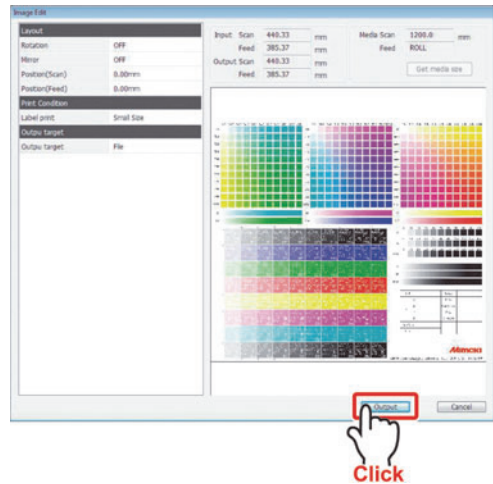 Image Edit
Layout
Rotation OFF
Mirror OFF
Position(Scan) 0.00mm
Position(Feed) 0.00mm
Print Condition
Label print Small Size
Outpu target
Outpu target File
Input Scan 440.33 mm
Feed 385.37 mm
Output Scan 440.33 mm
Feed 385.37 mm
Media Scan 1200.0 mm
Feed ROLL
Get media size
Mimaki
Output
Cancel
Click